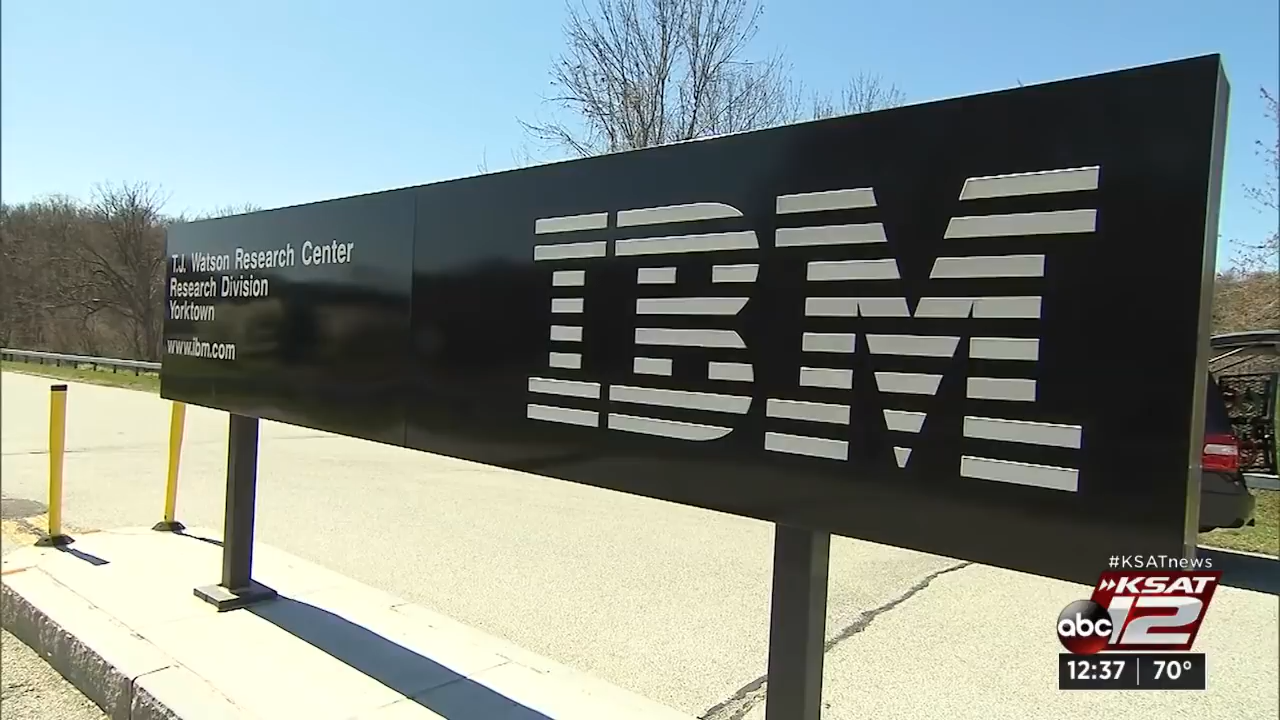 T.J. Watson Research Center
Research Division
Yorktown
www.ibm.com
IBM
#KSATnews
KSAT
abc 12
12:37 | 70°